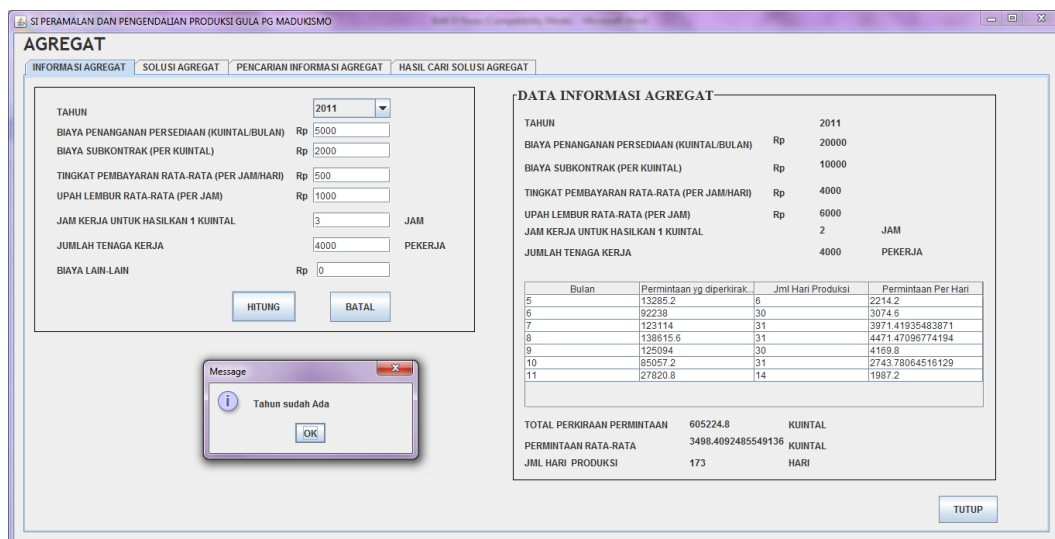 SI PERAMALAN DAN PENGENDALIAN PRODUKSI GULA PG MADUKISMO
AGREGAT
INFORMASI AGREGAT SOLUSI AGREGAT PENCARIAN INFORMASI AGREGAT HASIL CARI SOLUSI AGREGAT
TAHUN 2011
BIAYA PENANGANAN PERSEDIAAN (KUINTAL/BULAN) Rp 5000
BIAYA SUBKONTRAK (PER KUINTAL) Rp 2000
TINGKAT PEMBAYARAN RATA-RATA (PER JAM/HARI) Rp 500
UPAH LEMBUR RATA-RATA (PER JAM) Rp 1000
JAM KERJA UNTUK HASILKAN 1 KUINTAL 3 JAM
JUMLAH TENAGA KERJA 4000 PEKERJA
BIAYA LAIN-LAIN Rp 0
HITUNG BATAL
Message
Tahun sudah Ada
OK
DATA INFORMASI AGREGAT
TAHUN 2011
BIAYA PENANGANAN PERSEDIAAN (KUINTAL/BULAN) Rp 20000
BIAYA SUBKONTRAK (PER KUINTAL) Rp 10000
TINGKAT PEMBAYARAN RATA-RATA (PER JAM/HARI) Rp 4000
UPAH LEMBUR RATA-RATA (PER JAM) Rp 6000
JAM KERJA UNTUK HASILKAN 1 KUINTAL 2 JAM
JUMLAH TENAGA KERJA 4000 PEKERJA
Bulan Permintaan yg diperkirak... Jml Hari Produksi Permintaan Per Hari
5 13285.2 6 2214.2
6 92238 30 3074.6
7 123114 31 3971.41935483871
8 138615.6 31 4471.47096774194
9 125094 30 4169.8
10 85057.2 31 2743.78064516129
11 27820.8 14 1987.2
TOTAL PERKIRAAN PERMINTAAN 605224.8 KUINTAL
PERMINTAAN RATA-RATA 3498.4092485549136 KUINTAL
JML HARI PRODUKSI 173 HARI
TUTUP